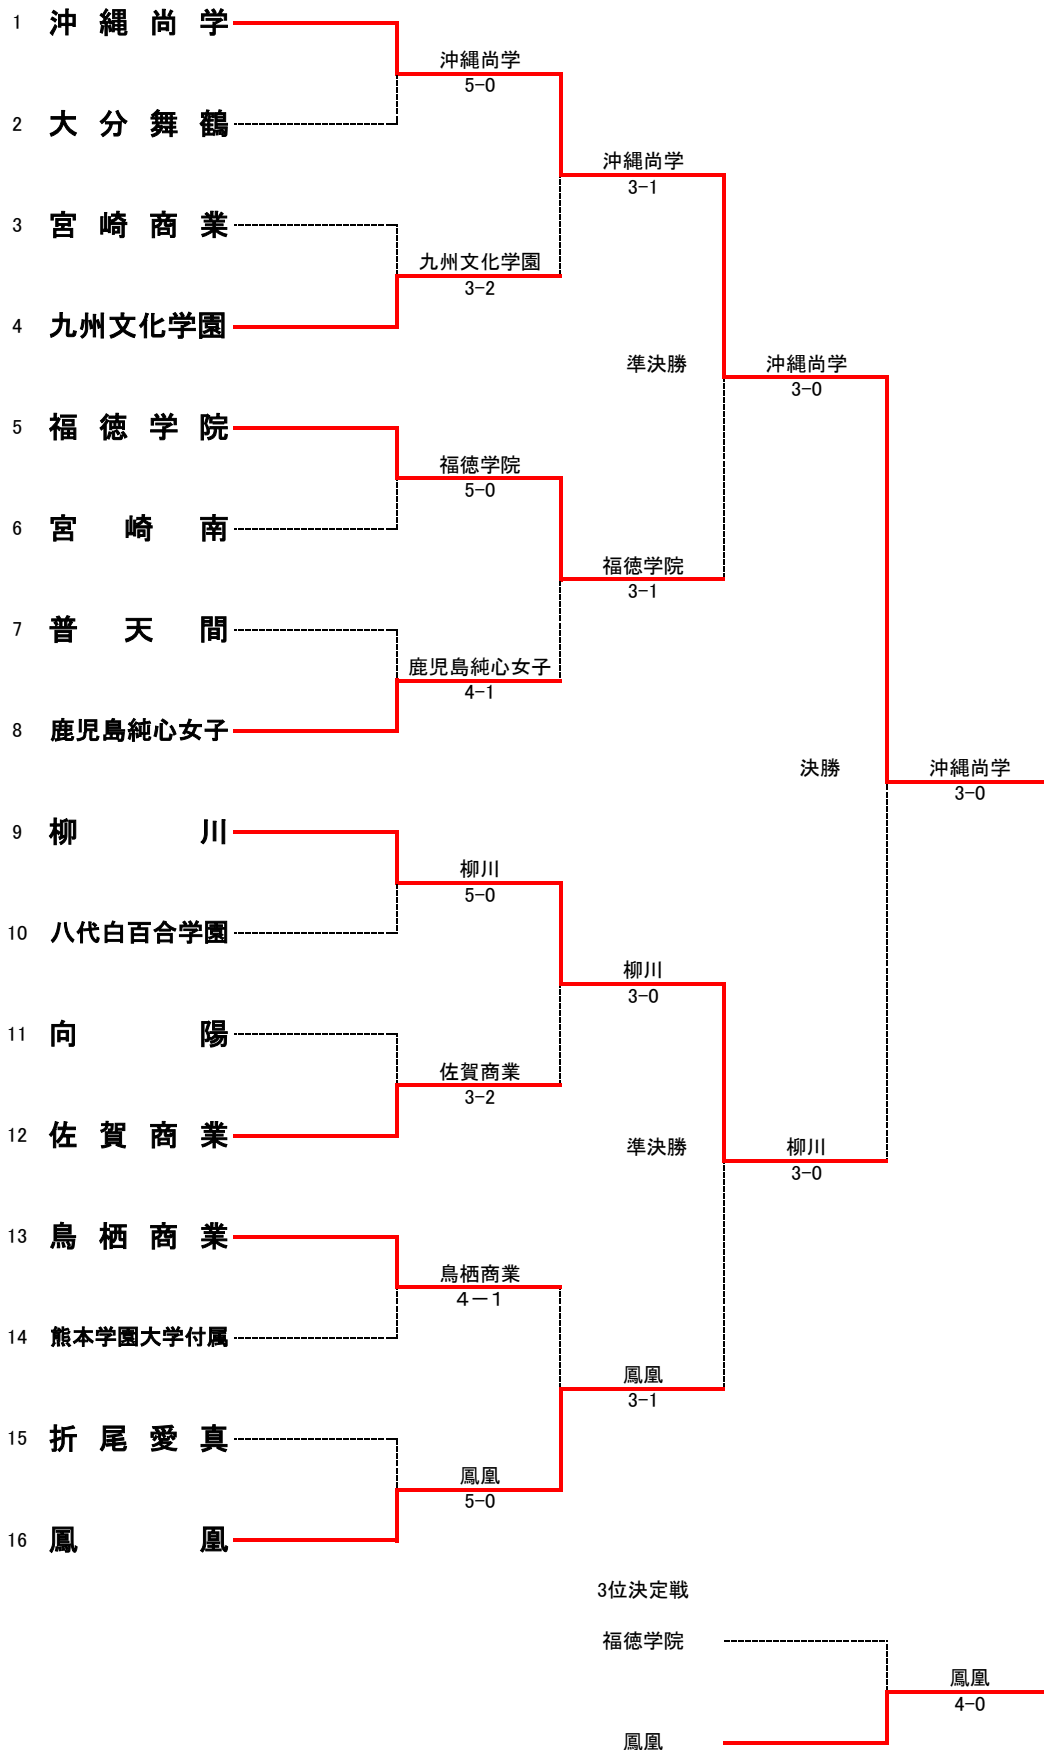 1 沖縄尚学
沖縄尚学
5-0
2 大分舞鶴
沖縄尚学
3-1
3 宮崎商業
九州文化学園
3-2
4 九州文化学園
準決勝
沖縄尚学
3-0
5 福徳学院
福徳学院
5-0
6 宮崎南
福徳学院
3-1
7 普天間
鹿児島純心女子
4-1
8 鹿児島純心女子
決勝
沖縄尚学
3-0
9 柳川
柳川
5-0
10 八代白百合学園
柳川
3-0
11 向陽
佐賀商業
3-2
12 佐賀商業
準決勝
柳川
3-0
13 鳥栖商業
鳥栖商業
4－1
14 熊本学園大学付属
鳳凰
3-1
15 折尾愛真
鳳凰
5-0
16 鳳凰
3位決定戦
福徳学院
鳳凰
4-0
鳳凰